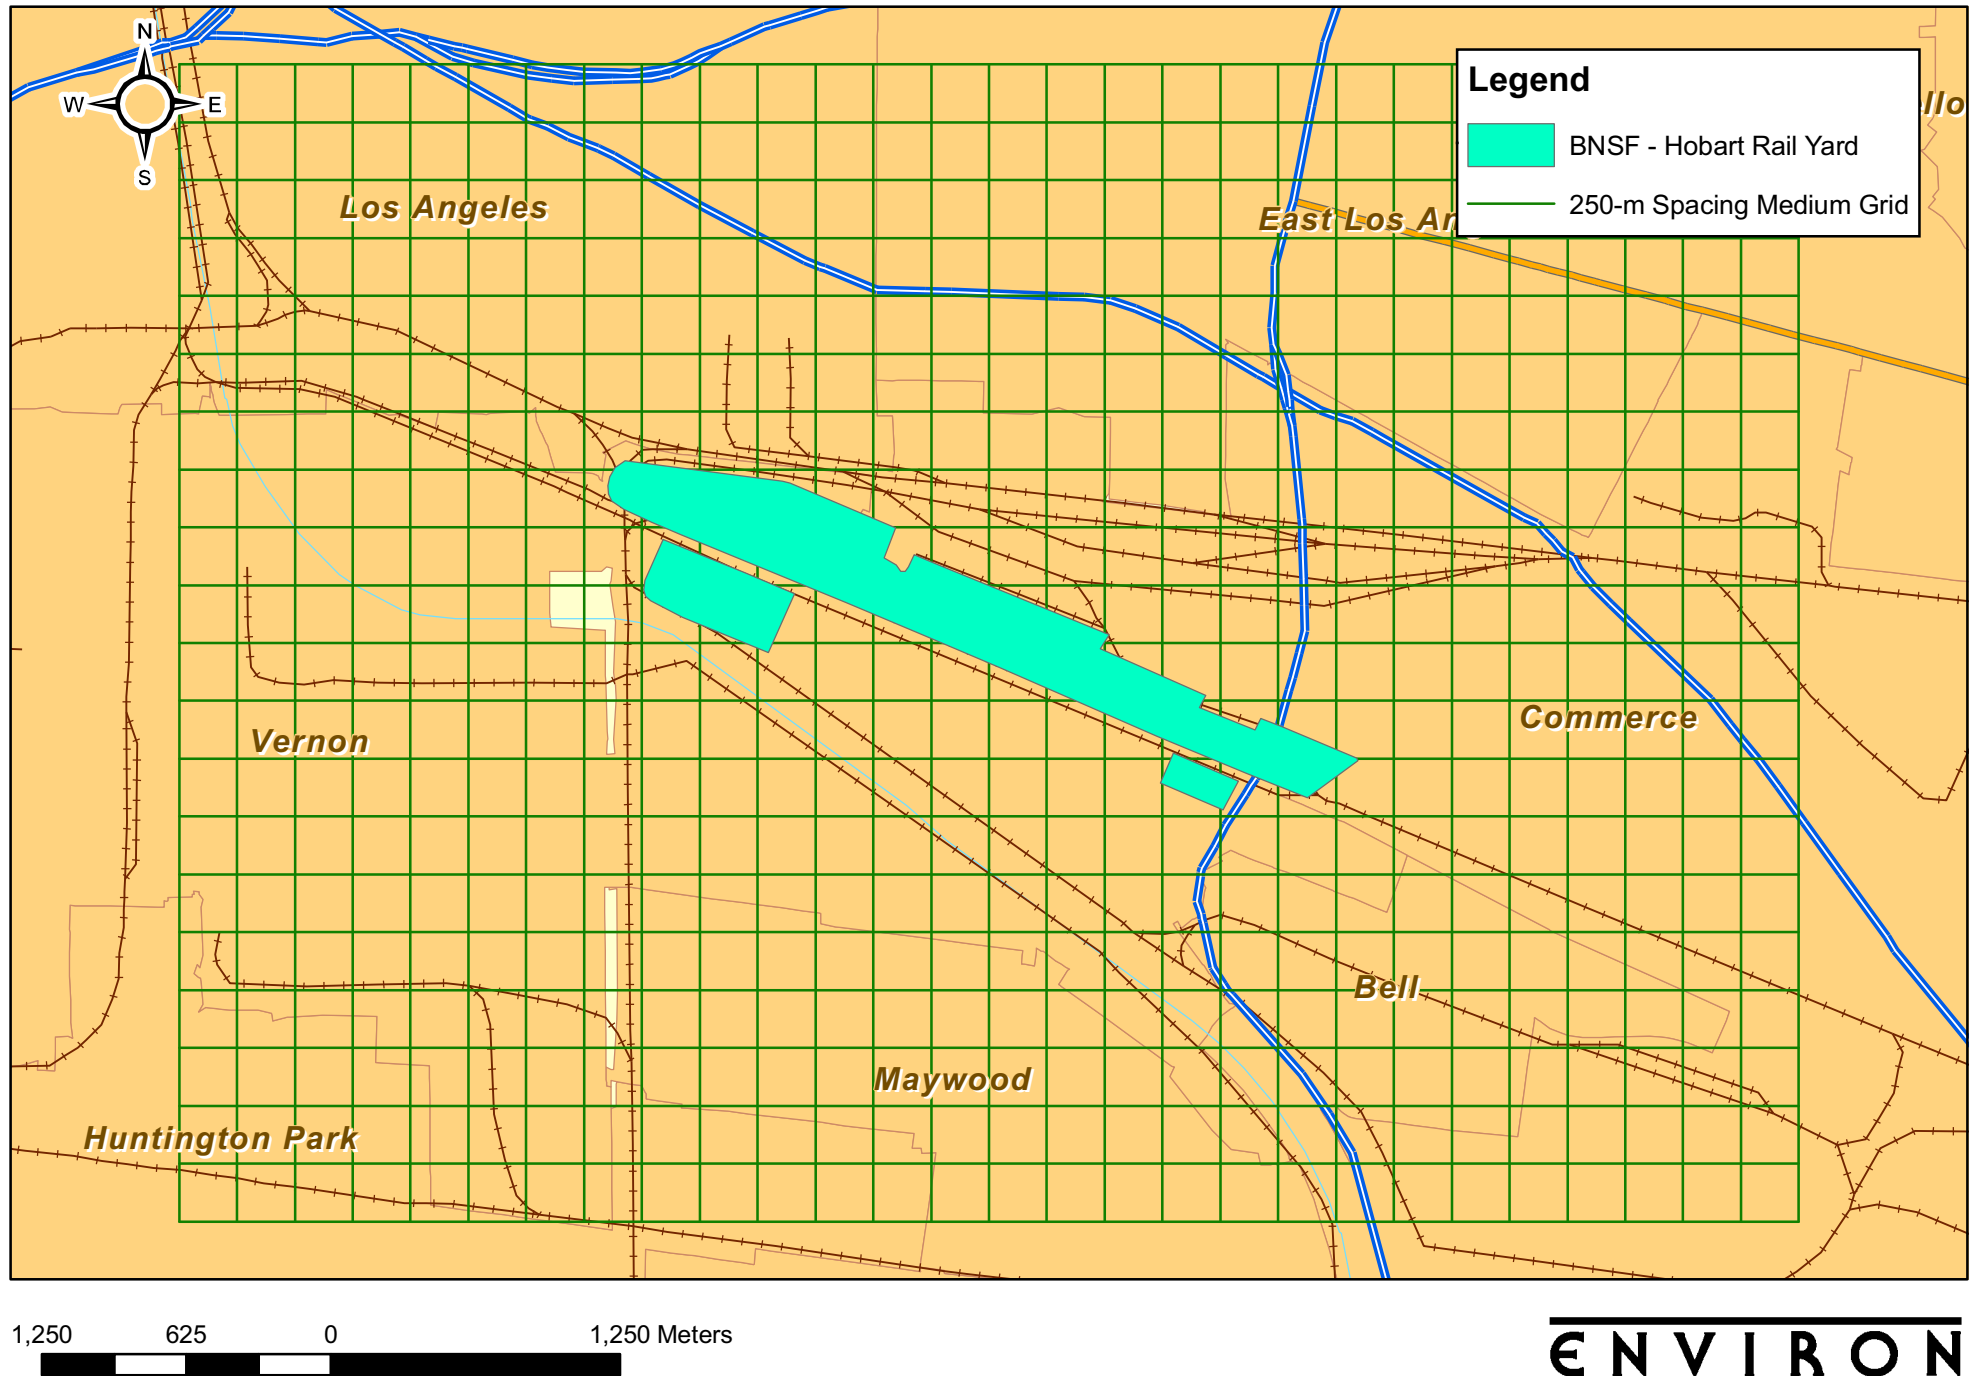 N
W E
S
Legend
BNSF - Hobart Rail Yard
250-m Spacing Medium Grid
llo
Los Angeles
East Los An
Vernon
Commerce
Bell
Maywood
Huntington Park
1,250 625 0 1,250 Meters
ENVIRON